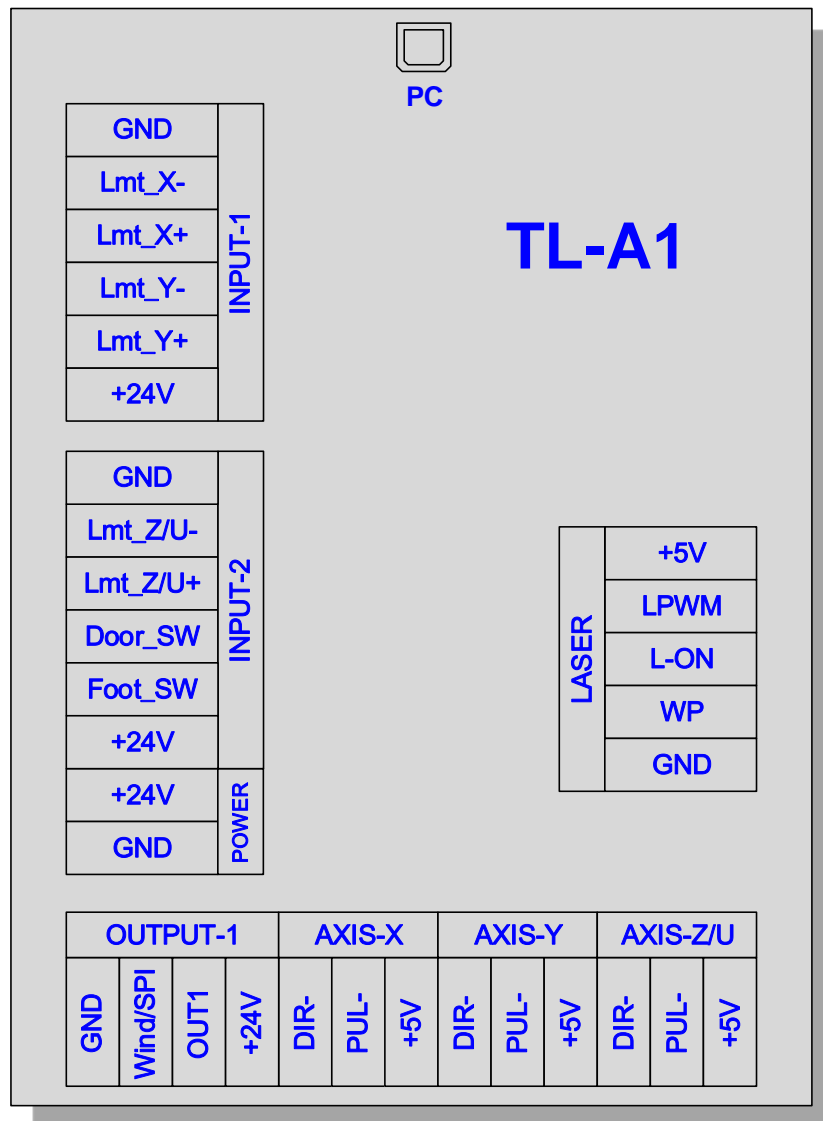 PC
TL-A1
GND
Lmt_X-
Lmt_X+
Lmt_Y-
Lmt_Y+
+24V
INPUT-1
GND
Lmt_Z/U-
Lmt_Z/U+
Door_SW
Foot_SW
+24V
INPUT-2
+24V
GND
POWER
LASER
+5V
LPWM
L-ON
WP
GND
OUTPUT-1
GND
Wind/SPI
OUT1
+24V
AXIS-X
DIR-
PUL-
+5V
AXIS-Y
DIR-
PUL-
+5V
AXIS-Z/U
DIR-
PUL-
+5V